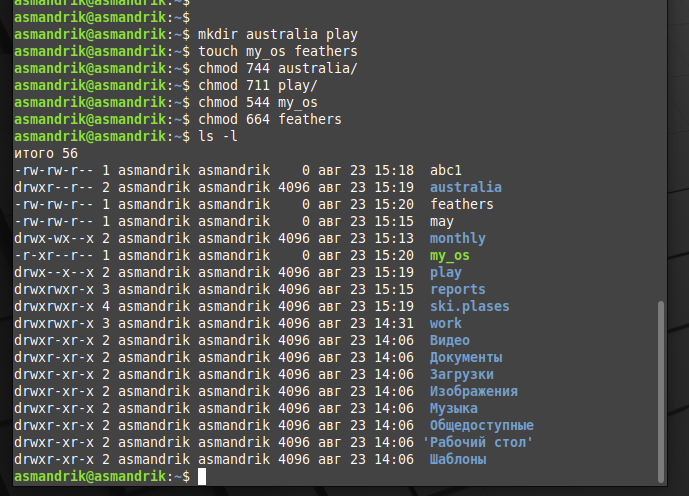 asmandrik@asmandrik:~$
asmandrik@asmandrik:~$
asmandrik@asmandrik:~$ mkdir australia play
asmandrik@asmandrik:~$ touch my_os feathers
asmandrik@asmandrik:~$ chmod 744 australia/
asmandrik@asmandrik:~$ chmod 711 play/
asmandrik@asmandrik:~$ chmod 544 my_os
asmandrik@asmandrik:~$ chmod 664 feathers
asmandrik@asmandrik:~$ ls -l
итого 56
-rw-rw-r-- 1 asmandrik asmandrik    0 авг 23 15:18  abc1
drwxr--r-- 2 asmandrik asmandrik 4096 авг 23 15:19  australia
-rw-rw-r-- 1 asmandrik asmandrik    0 авг 23 15:20  feathers
-rw-rw-r-- 1 asmandrik asmandrik    0 авг 23 15:15  may
drwx-wx--x 2 asmandrik asmandrik 4096 авг 23 15:13  monthly
-r-xr--r-- 1 asmandrik asmandrik    0 авг 23 15:20  my_os
drwx--x--x 2 asmandrik asmandrik 4096 авг 23 15:19  play
drwxrwxr-x 3 asmandrik asmandrik 4096 авг 23 15:15  reports
drwxrwxr-x 4 asmandrik asmandrik 4096 авг 23 15:19  ski.plases
drwxrwxr-x 3 asmandrik asmandrik 4096 авг 23 14:31  work
drwxr-xr-x 2 asmandrik asmandrik 4096 авг 23 14:06  Видео
drwxr-xr-x 2 asmandrik asmandrik 4096 авг 23 14:06  Документы
drwxr-xr-x 2 asmandrik asmandrik 4096 авг 23 14:06  Загрузки
drwxr-xr-x 2 asmandrik asmandrik 4096 авг 23 14:06  Изображения
drwxr-xr-x 2 asmandrik asmandrik 4096 авг 23 14:06  Музыка
drwxr-xr-x 2 asmandrik asmandrik 4096 авг 23 14:06  Общедоступные
drwxr-xr-x 2 asmandrik asmandrik 4096 авг 23 14:06 'Рабочий стол'
drwxr-xr-x 2 asmandrik asmandrik 4096 авг 23 14:06  Шаблоны
asmandrik@asmandrik:~$